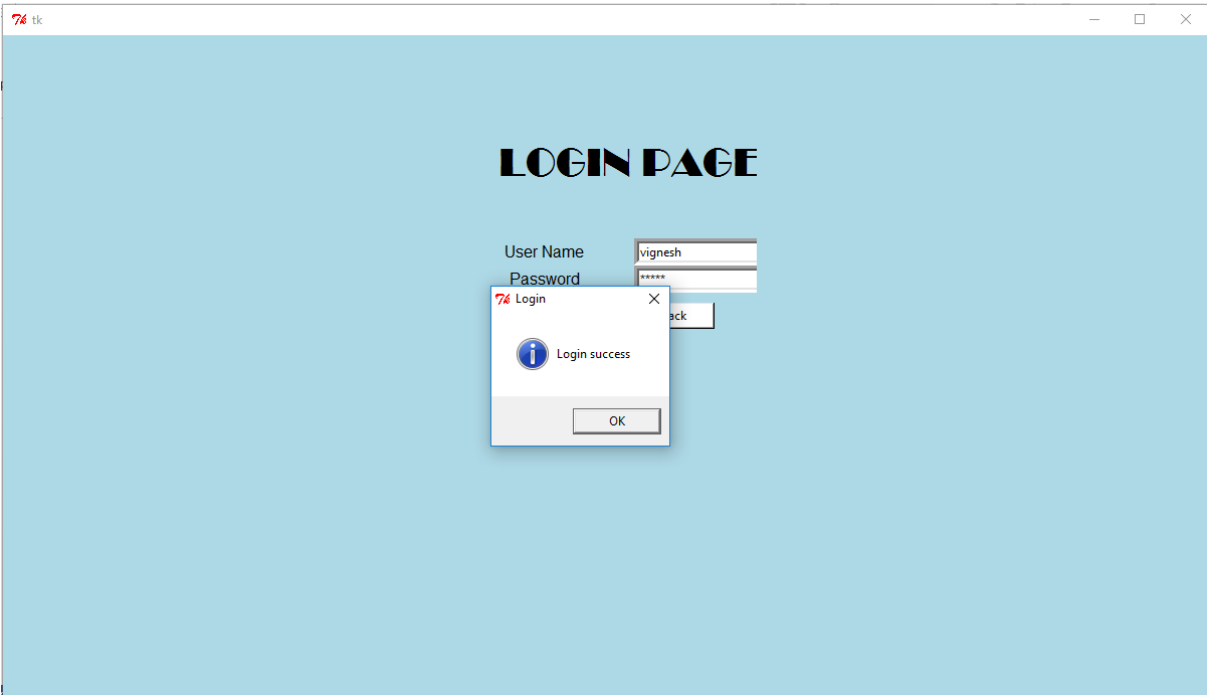 tk
LOGIN PAGE
User Name vignesh
Password *****
Login
ack
Login success
OK